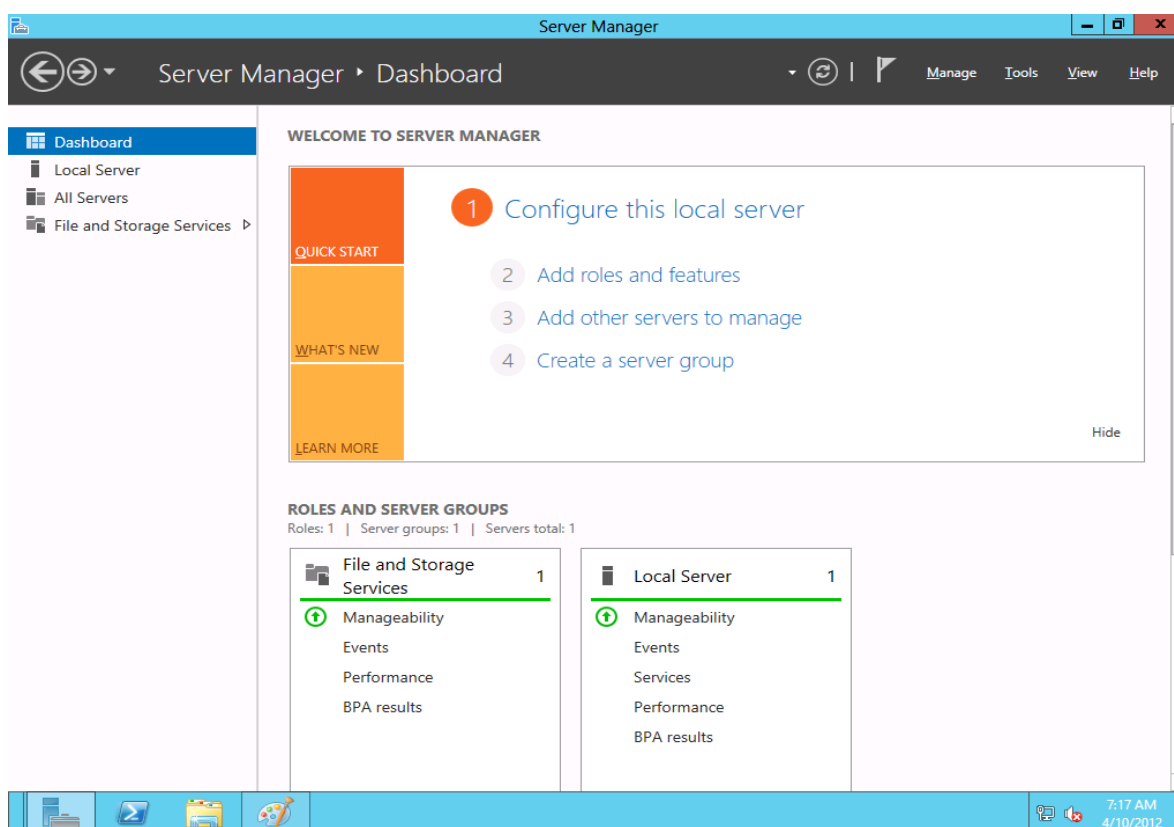 Server Manager
Server Manager ‣ Dashboard
Manage Tools View Help
Dashboard
Local Server
All Servers
File and Storage Services
WELCOME TO SERVER MANAGER
QUICK START
WHAT'S NEW
LEARN MORE
1 Configure this local server
2 Add roles and features
3 Add other servers to manage
4 Create a server group
Hide
ROLES AND SERVER GROUPS
Roles: 1 | Server groups: 1 | Servers total: 1
File and Storage
Services
1
Manageability
Events
Performance
BPA results
Local Server 1
Manageability
Events
Services
Performance
BPA results
7:17 AM
4/10/2012